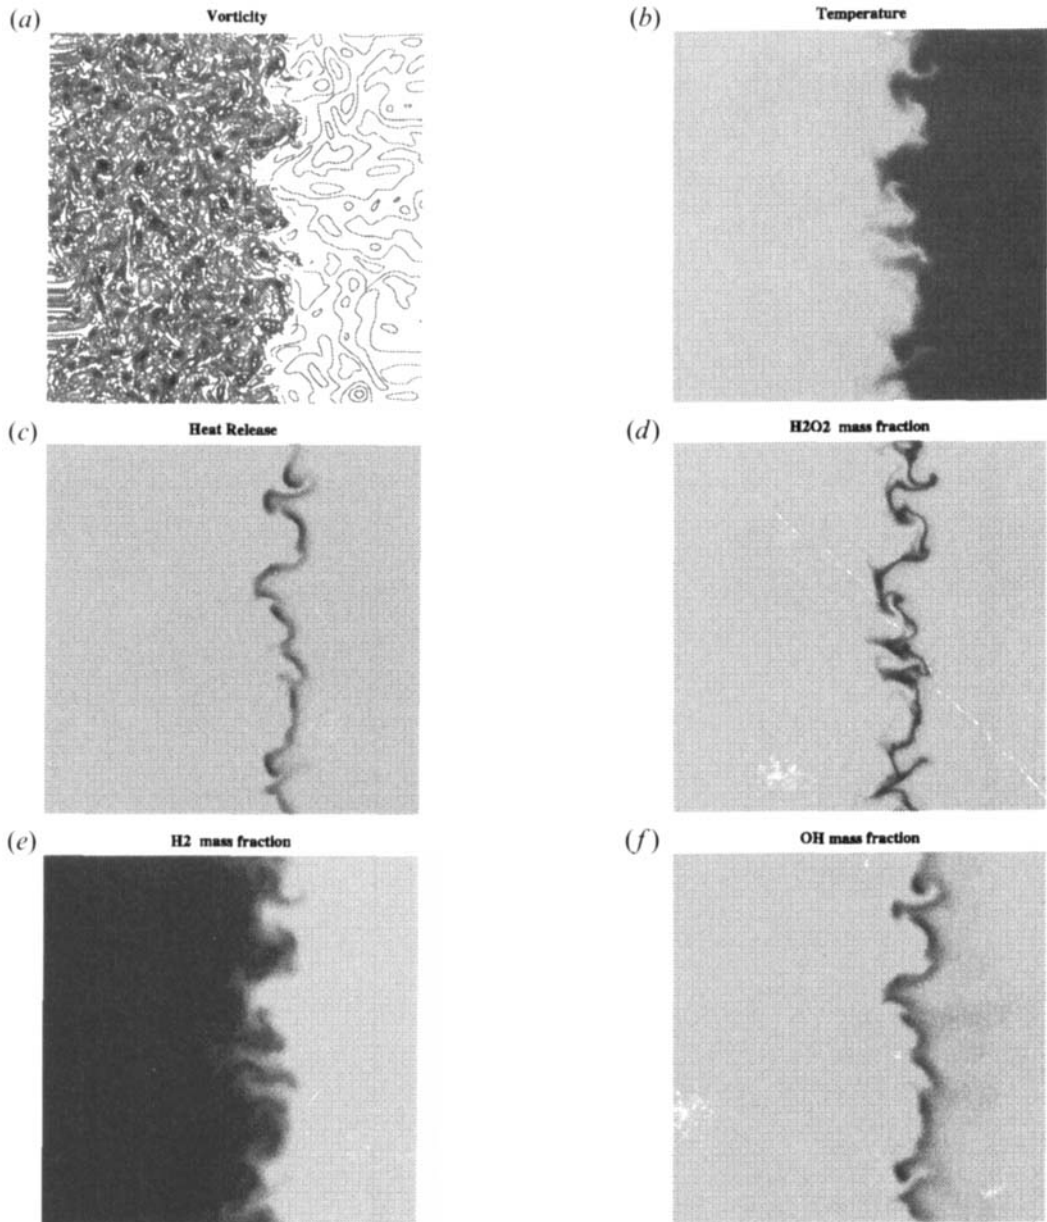 (a) Vorticity
(b) Temperature
(c) Heat Release
(d) H2O2 mass fraction
(e) H2 mass fraction
(f) OH mass fraction